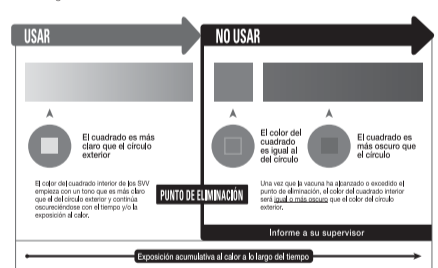 USAR
NO USAR
El cuadrado es más
claro que el círculo
exterior
El color del
cuadrado
es igual al
del círculo
El cuadrado es
más oscuro que
el círculo
El color del cuadrado interior de los SVV
empieza con un tono que es más claro
que el del círculo exterior y continúa
oscureciéndose con el tiempo y/o la
exposición al calor.
PUNTO DE ELIMINACIÓN
Una vez que la vacuna ha alcanzado o excedido el
punto de eliminación, el color del cuadrado interior
será igual o más oscuro que el color del círculo
exterior.
Informe a su supervisor
Exposición acumulativa al calor a lo largo del tiempo